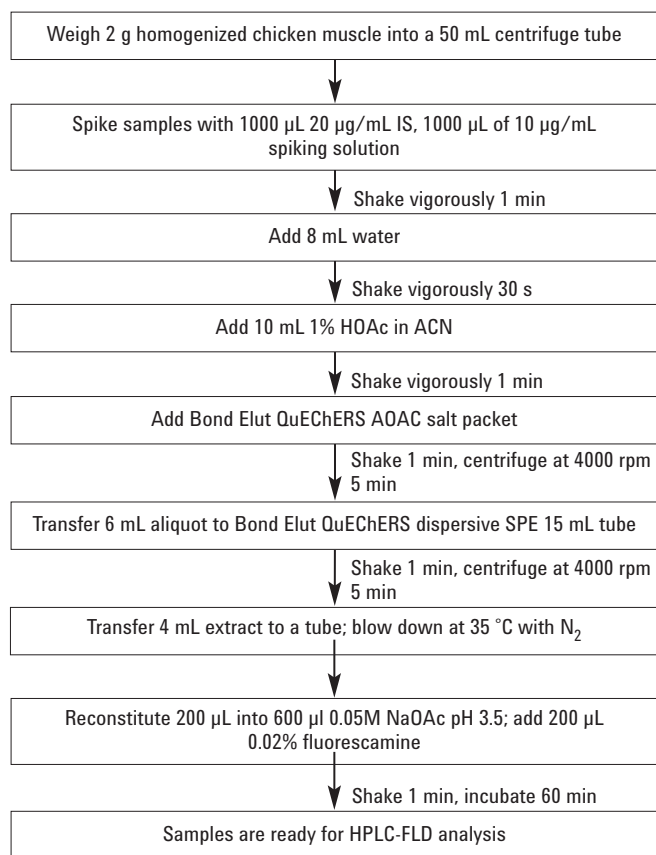 Weigh 2 g homogenized chicken muscle into a 50 mL centrifuge tube
Spike samples with 1000 µL 20 µg/mL IS, 1000 µL of 10 µg/mL
spiking solution
Shake vigorously 1 min
Add 8 mL water
Shake vigorously 30 s
Add 10 mL 1% HOAc in ACN
Shake vigorously 1 min
Add Bond Elut QuEChERS AOAC salt packet
Shake 1 min, centrifuge at 4000 rpm
5 min
Transfer 6 mL aliquot to Bond Elut QuEChERS dispersive SPE 15 mL tube
Shake 1 min, centrifuge at 4000 rpm
5 min
Transfer 4 mL extract to a tube; blow down at 35 °C with N₂
Reconstitute 200 µL into 600 µl 0.05M NaOAc pH 3.5; add 200 µL
0.02% fluorescamine
Shake 1 min, incubate 60 min
Samples are ready for HPLC-FLD analysis